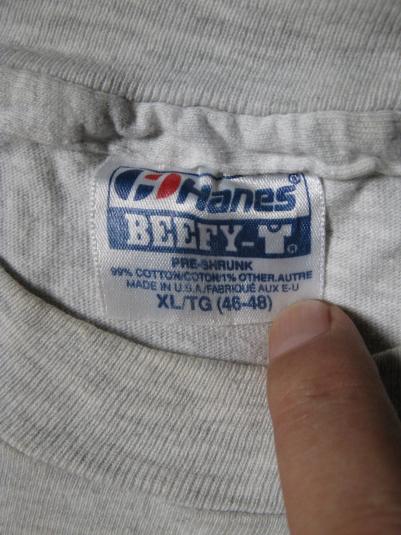 Hanes®
BEEFY-T®
PRE-SHRUNK
99% COTTON/COTON/1% OTHER.AUTRE
MADE IN U.S.A./FABRIQUÉ AUX E-U
XL/TG (46-48)